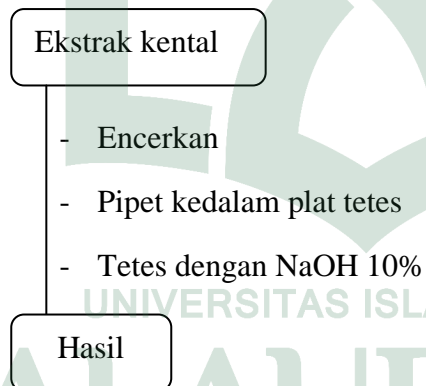 Ekstrak kental
- Encerkan
- Pipet kedalam plat tetes
- Tetes dengan NaOH 10%
UNIVERSITAS ISLA
Hasil